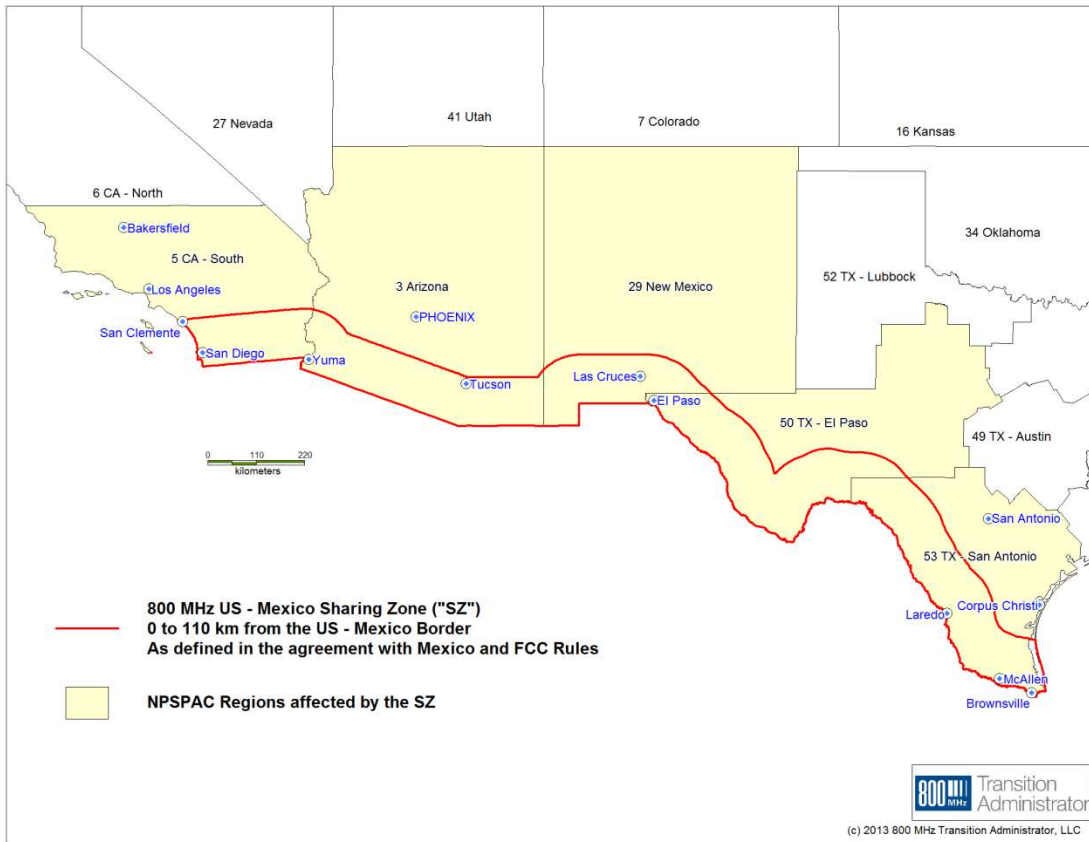 27 Nevada
41 Utah
7 Colorado
16 Kansas
6 CA - North
Bakersfield
34 Oklahoma
5 CA - South
52 TX - Lubbock
3 Arizona
29 New Mexico
Los Angeles
PHOENIX
San Clemente
San Diego
Yuma
Las Cruces
Tucson
El Paso
50 TX - El Paso
49 TX - Austin
0 110 220
kilometers
San Antonio
53 TX - San Antonio
Corpus Christi
Laredo
800 MHz US - Mexico Sharing Zone ("SZ")
0 to 110 km from the US - Mexico Border
As defined in the agreement with Mexico and FCC Rules
McAllen
NPSPAC Regions affected by the SZ
Brownsville
800 MHz
Transition
Administrator
(c) 2013 800 MHz Transition Administrator, LLC